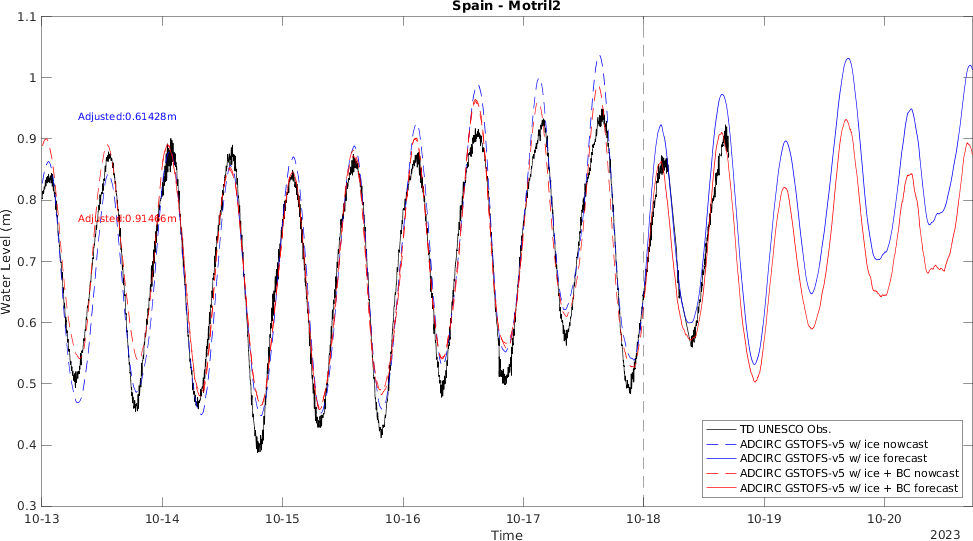 Spain - Motril2
1.1
1
0.9
0.8
0.7
0.6
0.5
0.4
0.3
Water Level (m)
Adjusted:0.61428m
Adjusted:0.91466m
TD UNESCO Obs.
ADCIRC GSTOFS-v5 w/ ice nowcast
ADCIRC GSTOFS-v5 w/ ice forecast
ADCIRC GSTOFS-v5 w/ ice + BC nowcast
ADCIRC GSTOFS-v5 w/ ice + BC forecast
10-13 10-14 10-15 10-16 10-17 10-18 10-19 10-20
Time
2023